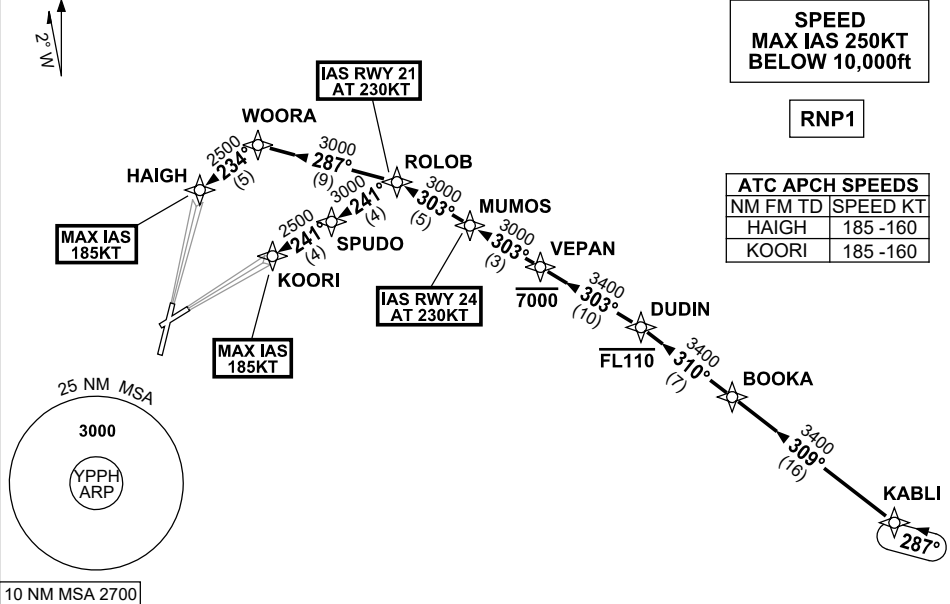 2° W
SPEED
MAX IAS 250KT
BELOW 10,000ft
RNP1
ATC APCH SPEEDS
NM FM TD SPEED KT
HAIGH 185 -160
KOORI 185 -160
IAS RWY 21
AT 230KT
WOORA
2500
234°
(5)
HAIGH
MAX IAS
185KT
3000
287°
(9)
ROLOB
3000
241°
(4)
SPUDO
2500
241°
(4)
KOORI
MAX IAS
185KT
3000
303°
(5)
MUMOS
IAS RWY 24
AT 230KT
3000
303°
(3)
VEPAN
7000
3400
303°
(10)
DUDIN
FL110
3400
310°
(7)
BOOKA
3400
309°
(16)
KABLI
287°
25 NM MSA
3000
YPPH
ARP
10 NM MSA 2700